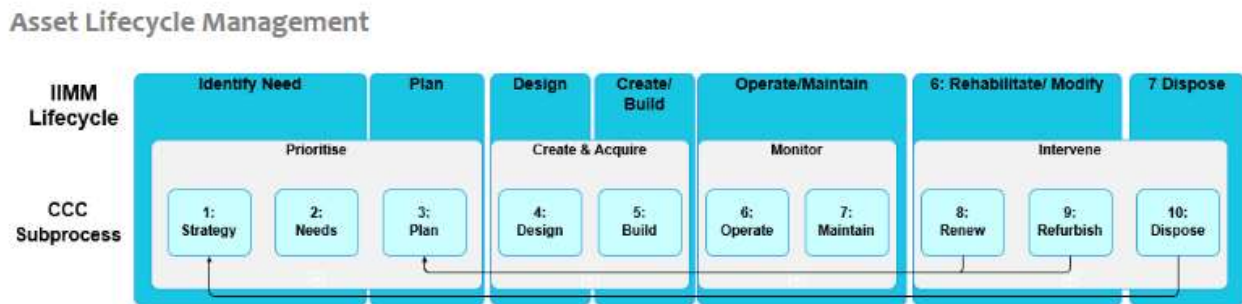 Asset Lifecycle Management
IIMM
Lifecycle
Identify Need
Plan
Design
Create/
Build
Operate/Maintain
6: Rehabilitate/ Modify
7 Dispose
Prioritise
Create & Acquire
Monitor
Intervene
CCC
Subprocess
1:
Strategy
2:
Needs
3:
Plan
4:
Design
5:
Build
6:
Operate
7:
Maintain
8:
Renew
9:
Refurbish
10:
Dispose